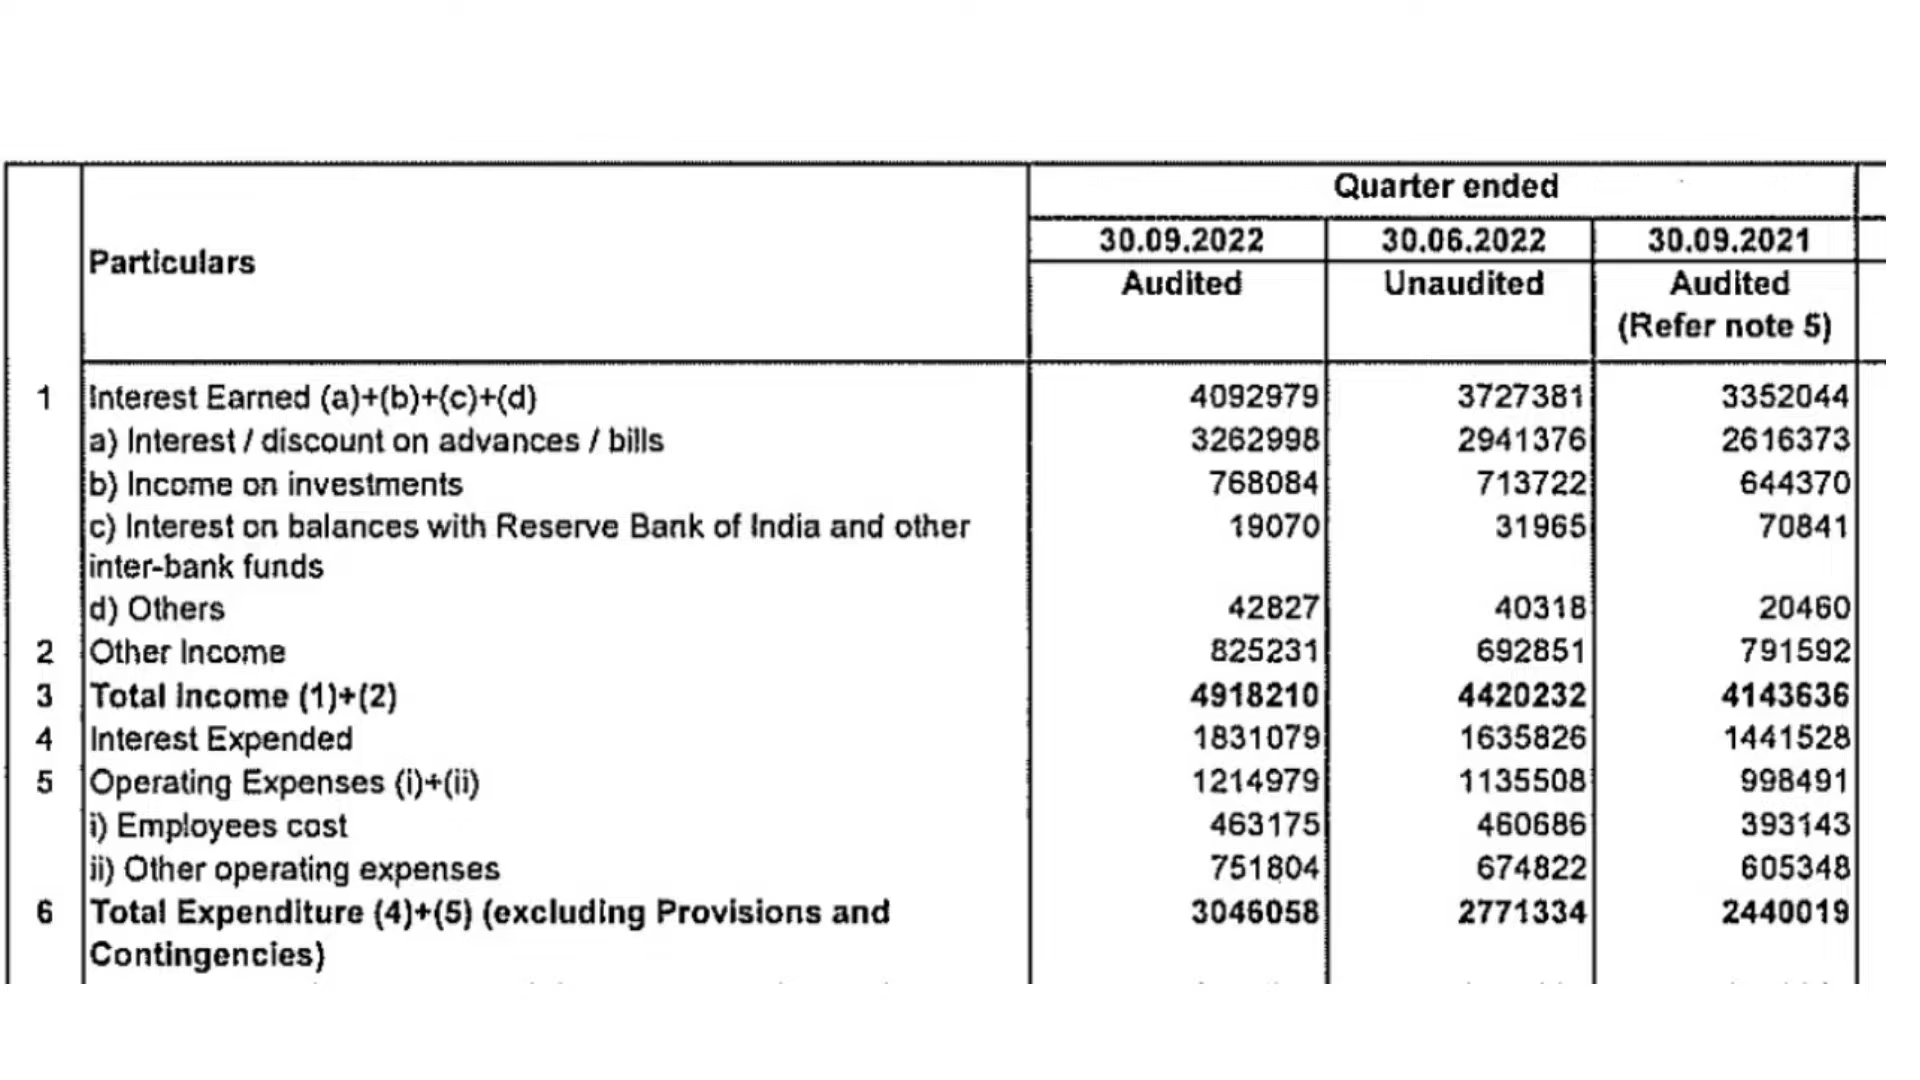 Particulars
Quarter ended
30.09.2022 30.06.2022 30.09.2021
Audited Unaudited Audited
(Refer note 5)
1 Interest Earned (a)+(b)+(c)+(d) 4092979 3727381 3352044
a) Interest / discount on advances / bills 3262998 2941376 2616373
b) Income on investments 768084 713722 644370
c) Interest on balances with Reserve Bank of India and other 19070 31965 70841
inter-bank funds
d) Others 42827 40318 20460
2 Other Income 825231 692851 791592
3 Total Income (1)+(2) 4918210 4420232 4143636
4 Interest Expended 1831079 1635826 1441528
5 Operating Expenses (i)+(ii) 1214979 1135508 998491
i) Employees cost 463175 460686 393143
ii) Other operating expenses 751804 674822 605348
6 Total Expenditure (4)+(5) (excluding Provisions and 3046058 2771334 2440019
Contingencies)